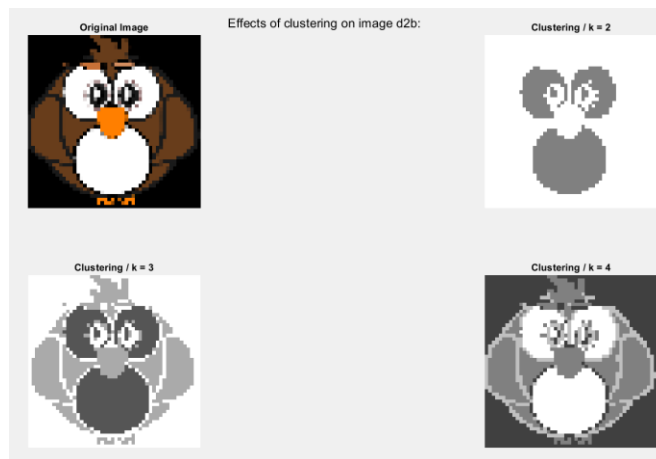 Effects of clustering on image d2b:
Original Image
Clustering / k = 2
Clustering / k = 3
Clustering / k = 4